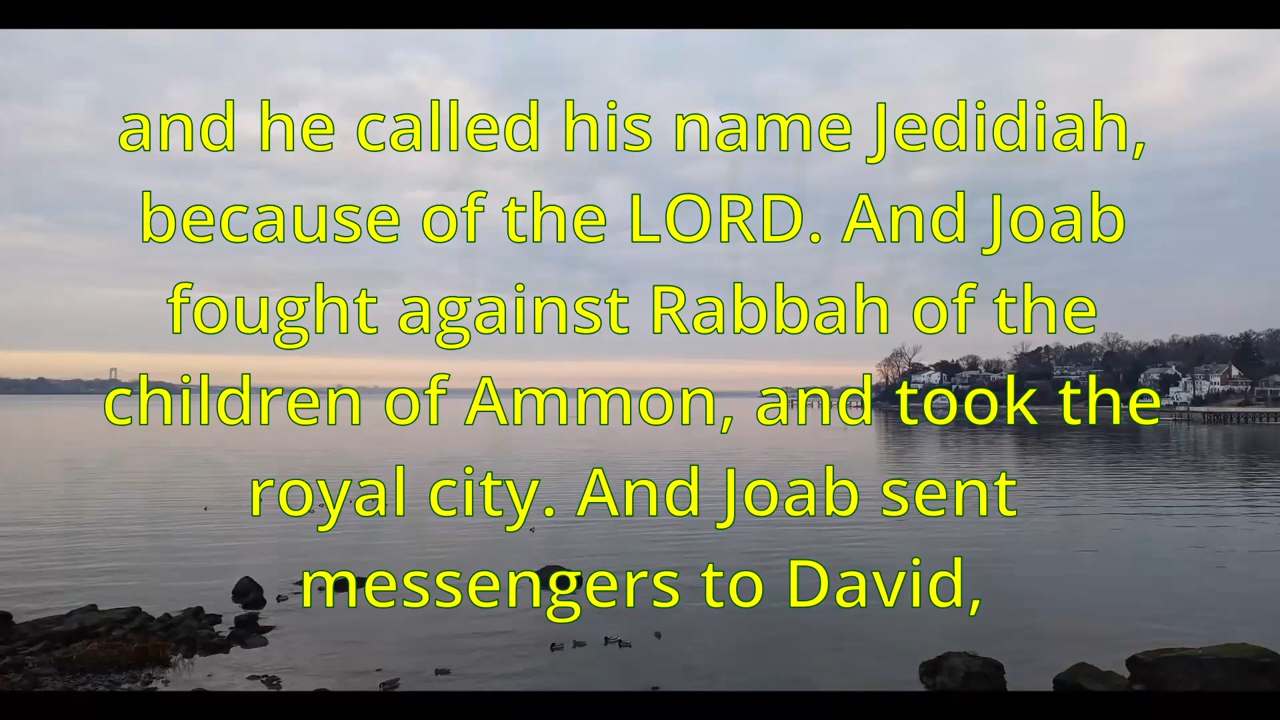 and he called his name Jedidiah,
because of the LORD. And Joab
fought against Rabbah of the
children of Ammon, and took the
royal city. And Joab sent
messengers to David,